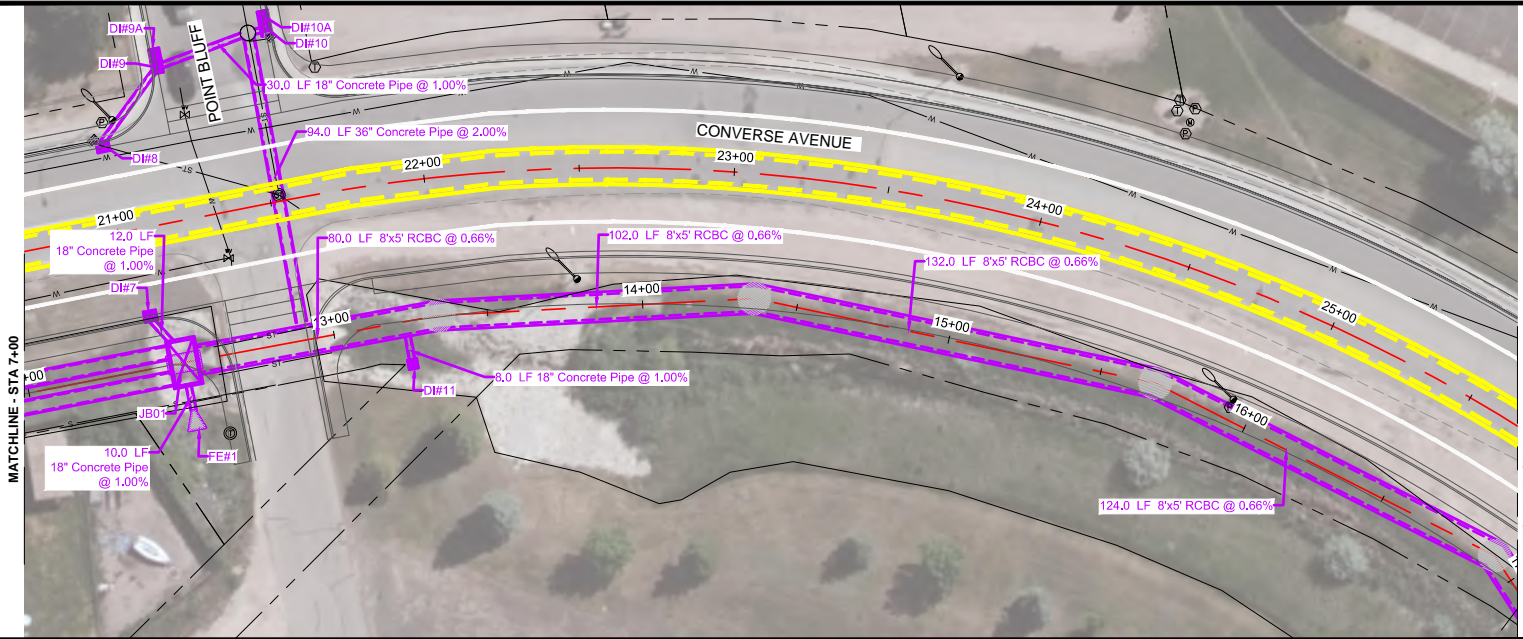 DI#9A
DI#10A
DI#10
DI#9
POINT BLUFF
30.0 LF 18" Concrete Pipe @ 1.00%
94.0 LF 36" Concrete Pipe @ 2.00%
CONVERSE AVENUE
DI#8
22+00
23+00
24+00
25+00
21+00
12.0 LF
18" Concrete Pipe
@ 1.00%
80.0 LF 8'x5' RCBC @ 0.66%
102.0 LF 8'x5' RCBC @ 0.66%
132.0 LF 8'x5' RCBC @ 0.66%
DI#7
13+00
14+00
15+00
16+00
+00
8.0 LF 18" Concrete Pipe @ 1.00%
DI#11
JB01
FE#1
10.0 LF
18" Concrete Pipe
@ 1.00%
124.0 LF 8'x5' RCBC @ 0.66%
MATCHLINE - STA 7+00